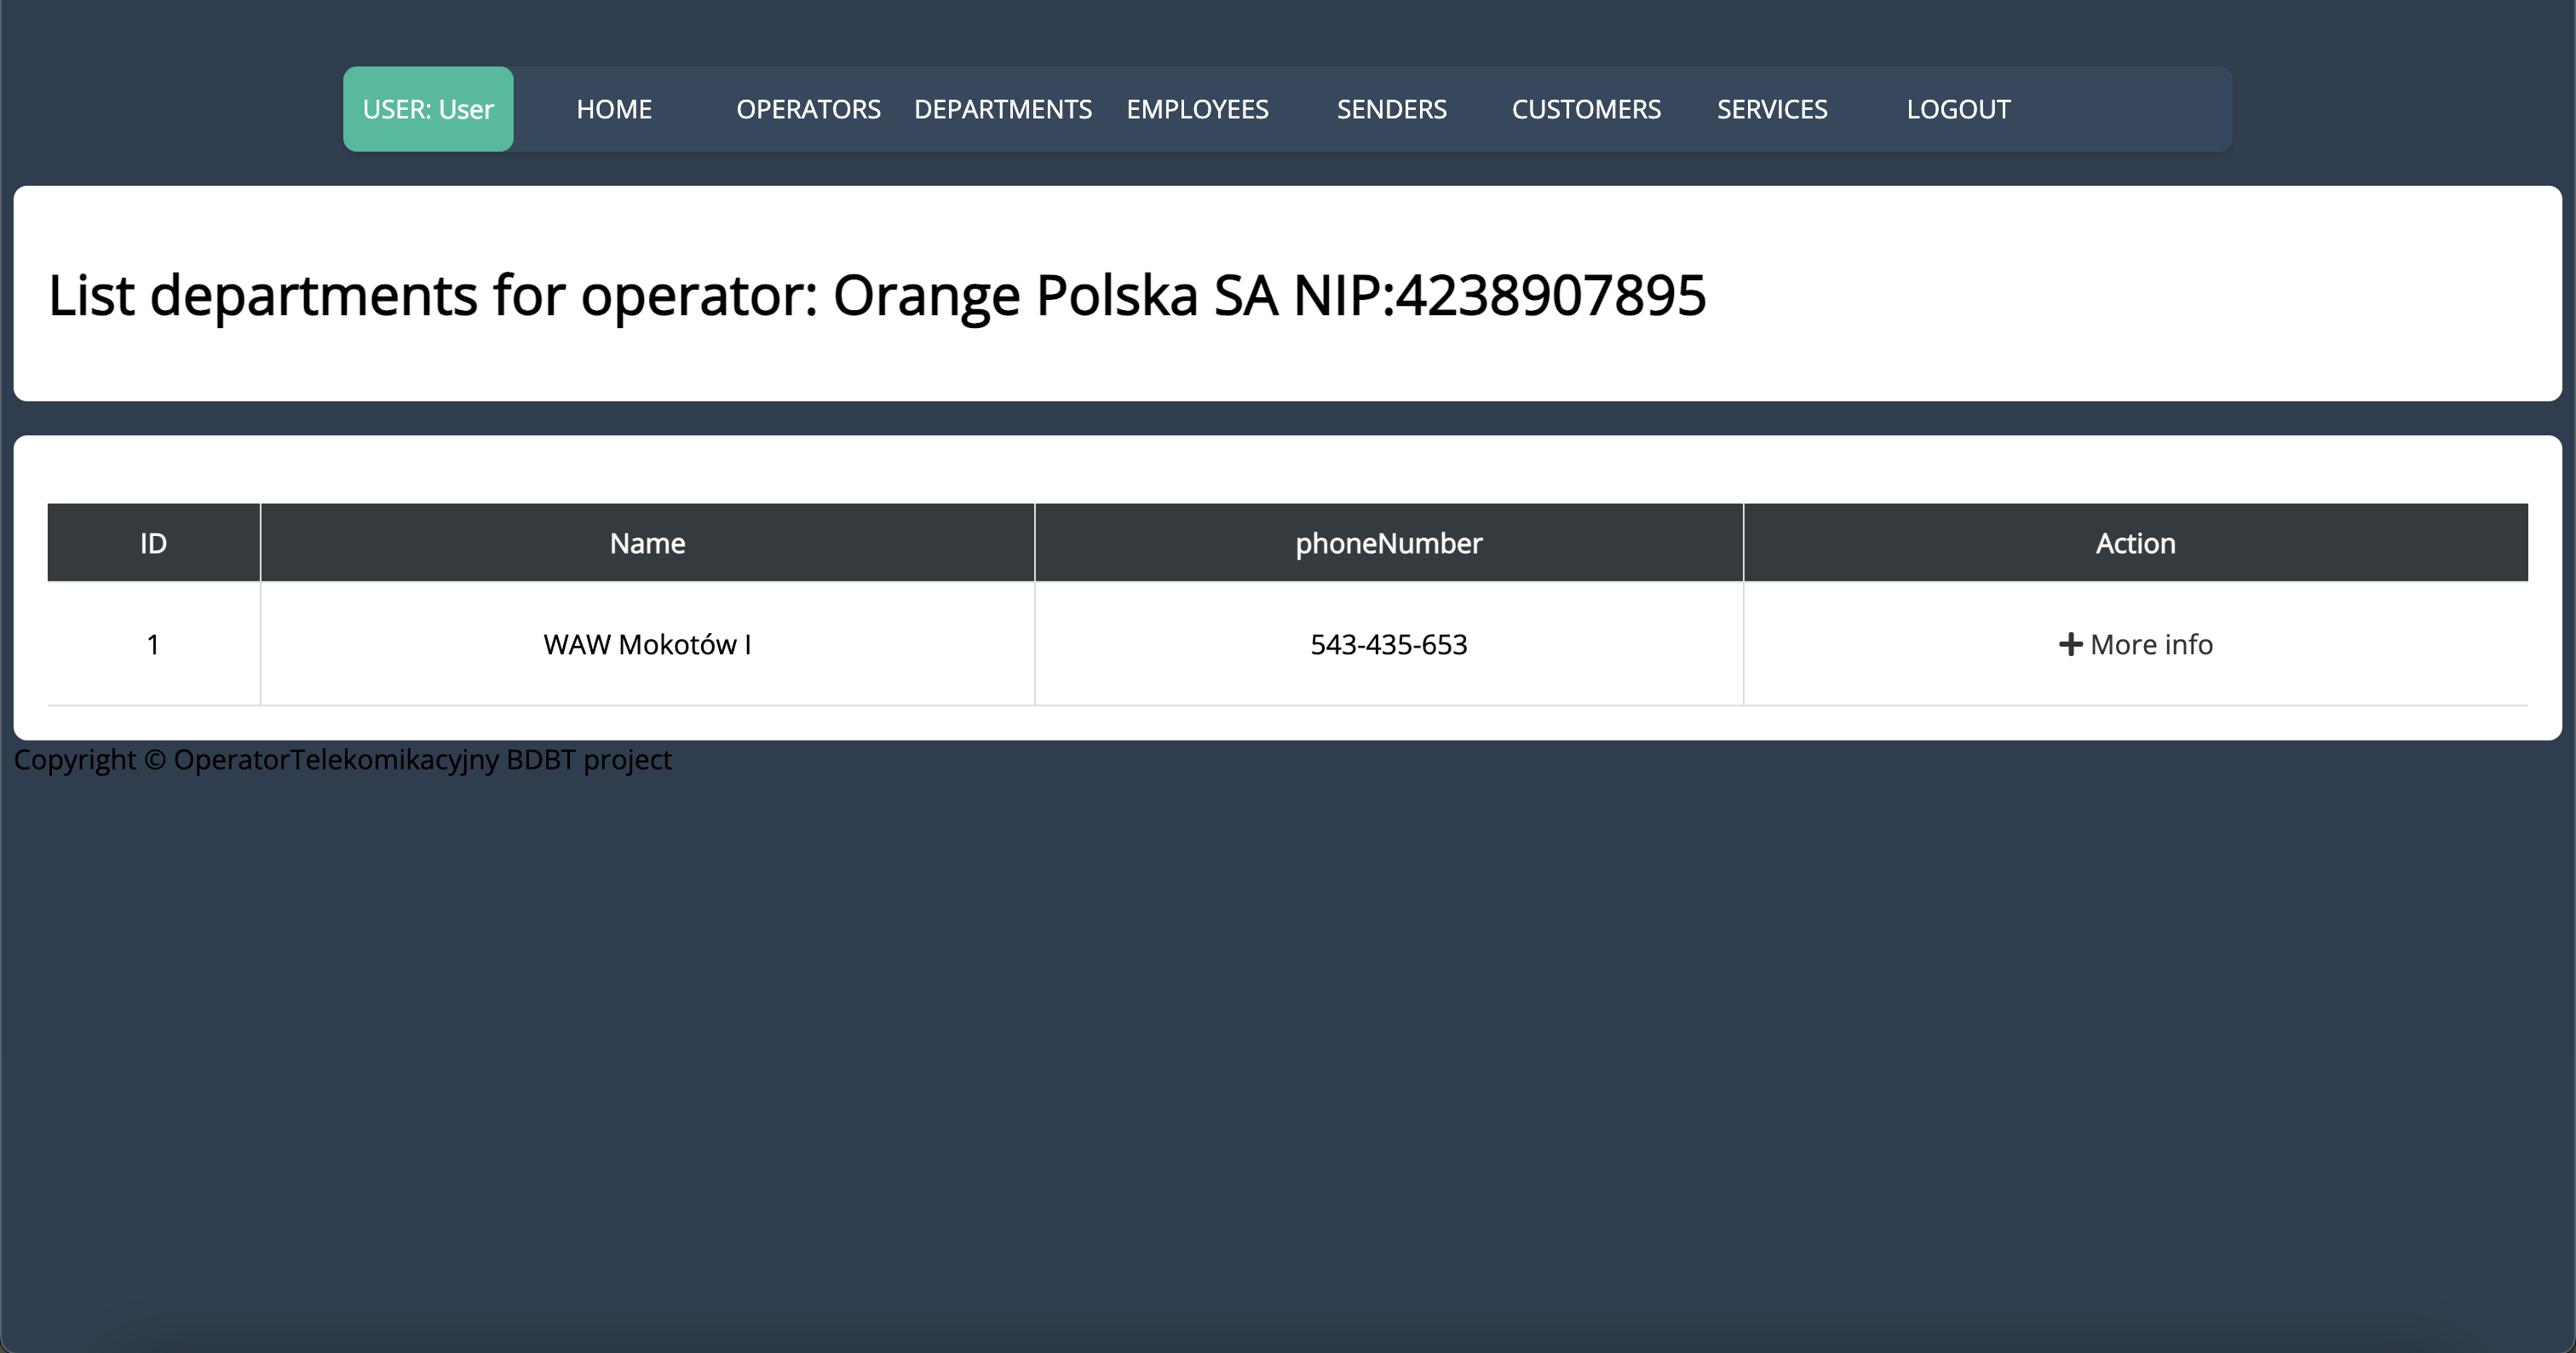 USER: User HOME OPERATORS DEPARTMENTS EMPLOYEES SENDERS CUSTOMERS SERVICES LOGOUT
List departments for operator: Orange Polska SA NIP:4238907895
ID Name phoneNumber Action
1 WAW Mokotów I 543-435-653 More info
Copyright © OperatorTelekomikacyjny BDBT project